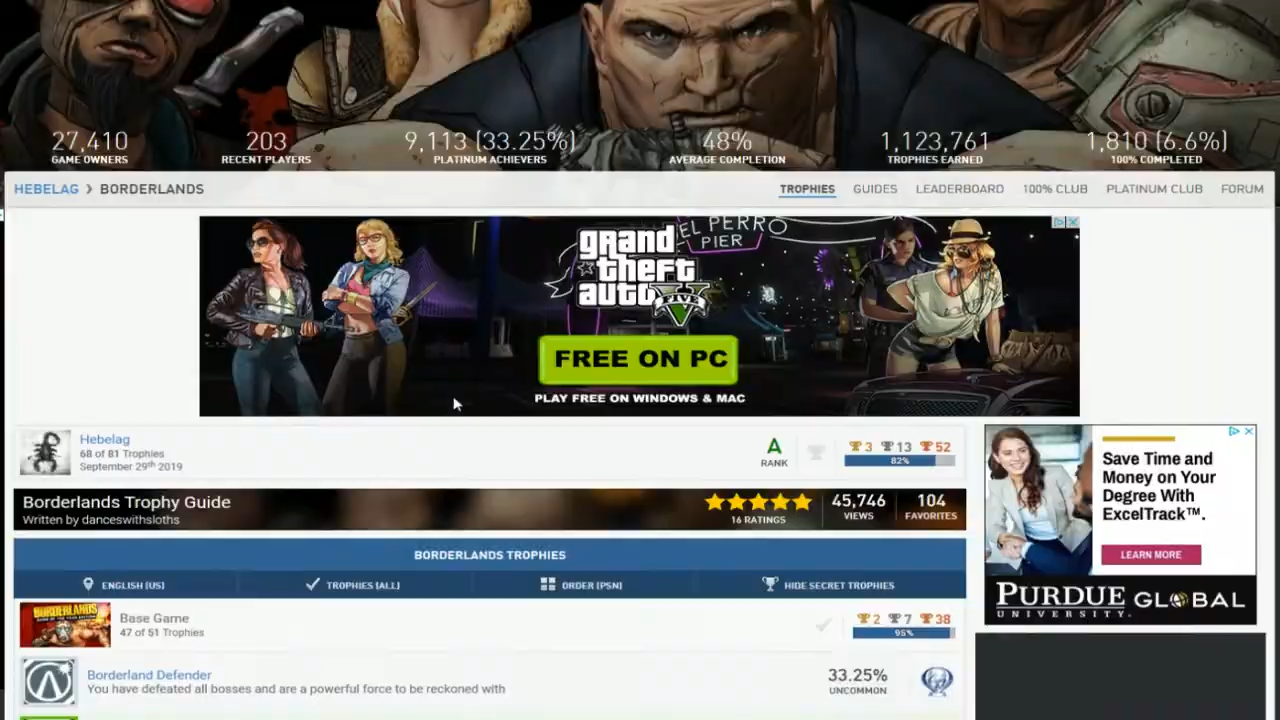 27,410
GAME OWNERS
203
RECENT PLAYERS
9,113 (33.25%)
PLATINUM ACHIEVERS
48%
AVERAGE COMPLETION
1,123,761
TROPHIES EARNED
1,810 (6.6%)
100% COMPLETED
HEBELAG > BORDERLANDS
TROPHIES GUIDES LEADERBOARD 100% CLUB PLATINUM CLUB FORUM
EL PERRO
PIER
grand
theft
auto
FIVE
FREE ON PC
PLAY FREE ON WINDOWS & MAC
Hebelag
68 of 81 Trophies
September 29th 2019
A
RANK
3 13 52
82%
Borderlands Trophy Guide
Written by danceswithsloths
16 RATINGS
45,746
VIEWS
104
FAVORITES
BORDERLANDS TROPHIES
ENGLISH (US) TROPHIES (ALL) ORDER (PSN) HIDE SECRET TROPHIES
BORDERLANDS
Base Game
47 of 51 Trophies
2 7 38
95%
Borderland Defender
You have defeated all bosses and are a powerful force to be reckoned with
33.25%
UNCOMMON
Save Time and
Money on Your
Degree With
ExcelTrack™.
LEARN MORE
PURDUE GLOBAL
UNIVERSITY.